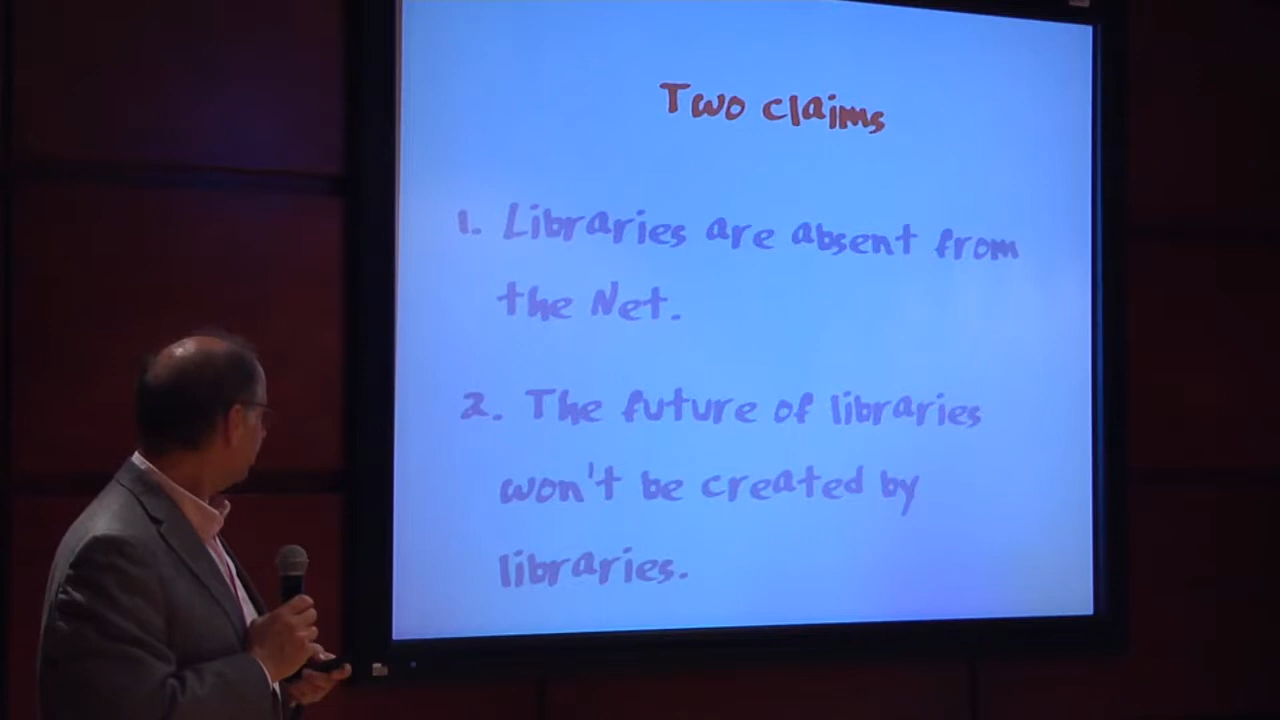 Two claims
1. Libraries are absent from
the Net.
2. The future of libraries
won't be created by
libraries.